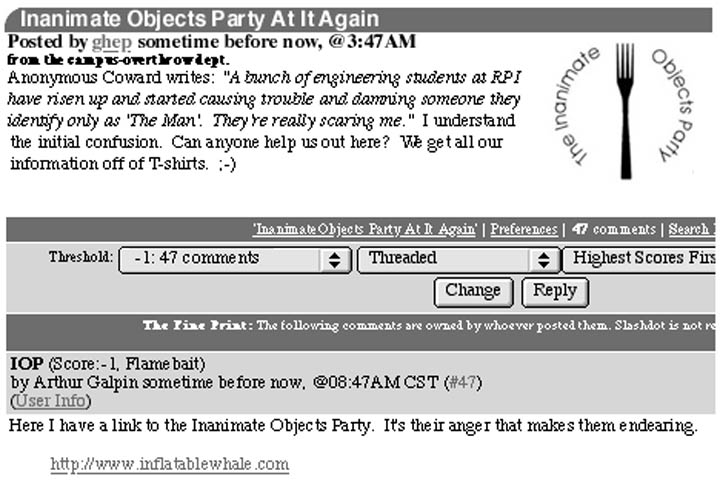 Inanimate Objects Party At It Again
Posted by ghep sometime before now, @3:47AM
from the campus-overthrow dept.
Anonymous Coward writes: "A bunch of engineering students at RPI
have risen up and started causing trouble and damning someone they
identify only as 'The Man'. They're really scaring me." I understand
the initial confusion. Can anyone help us out here? We get all our
information off of T-shirts. ;-)
The Inanimate Objects Party
'Inanimate Objects Party At It Again' | Preferences | 47 comments | Search
Threshold: -1: 47 comments Threaded Highest Scores Firs
Change Reply
The Fine Print: The following comments are owned by whoever posted them. Slashdot is not re
IOP (Score:-1, Flamebait)
by Arthur Galpin sometime before now, @08:47AM CST (#47)
(User Info)
Here I have a link to the Inanimate Objects Party. It's their anger that makes them endearing.
http://www.inflatablewhale.com